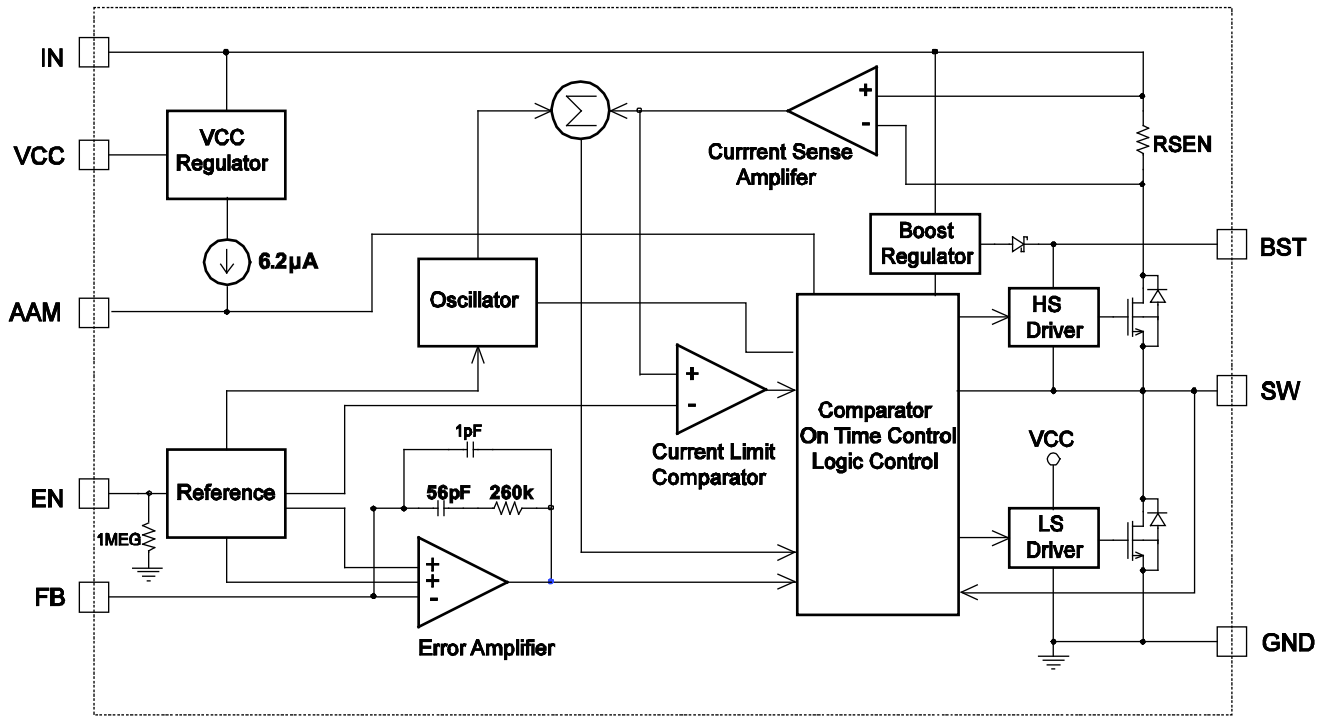 IN
VCC
VCC
Regulator
6.2µA
AAM
Σ
+
-
Currrent Sense
Amplifer
RSEN
Boost
Regulator
BST
Oscillator
HS
Driver
+
-
Current Limit
Comparator
Comparator
On Time Control
Logic Control
SW
VCC
1pF
56pF
260k
EN
Reference
1MEG
LS
Driver
FB
+
+
-
Error Amplifier
GND